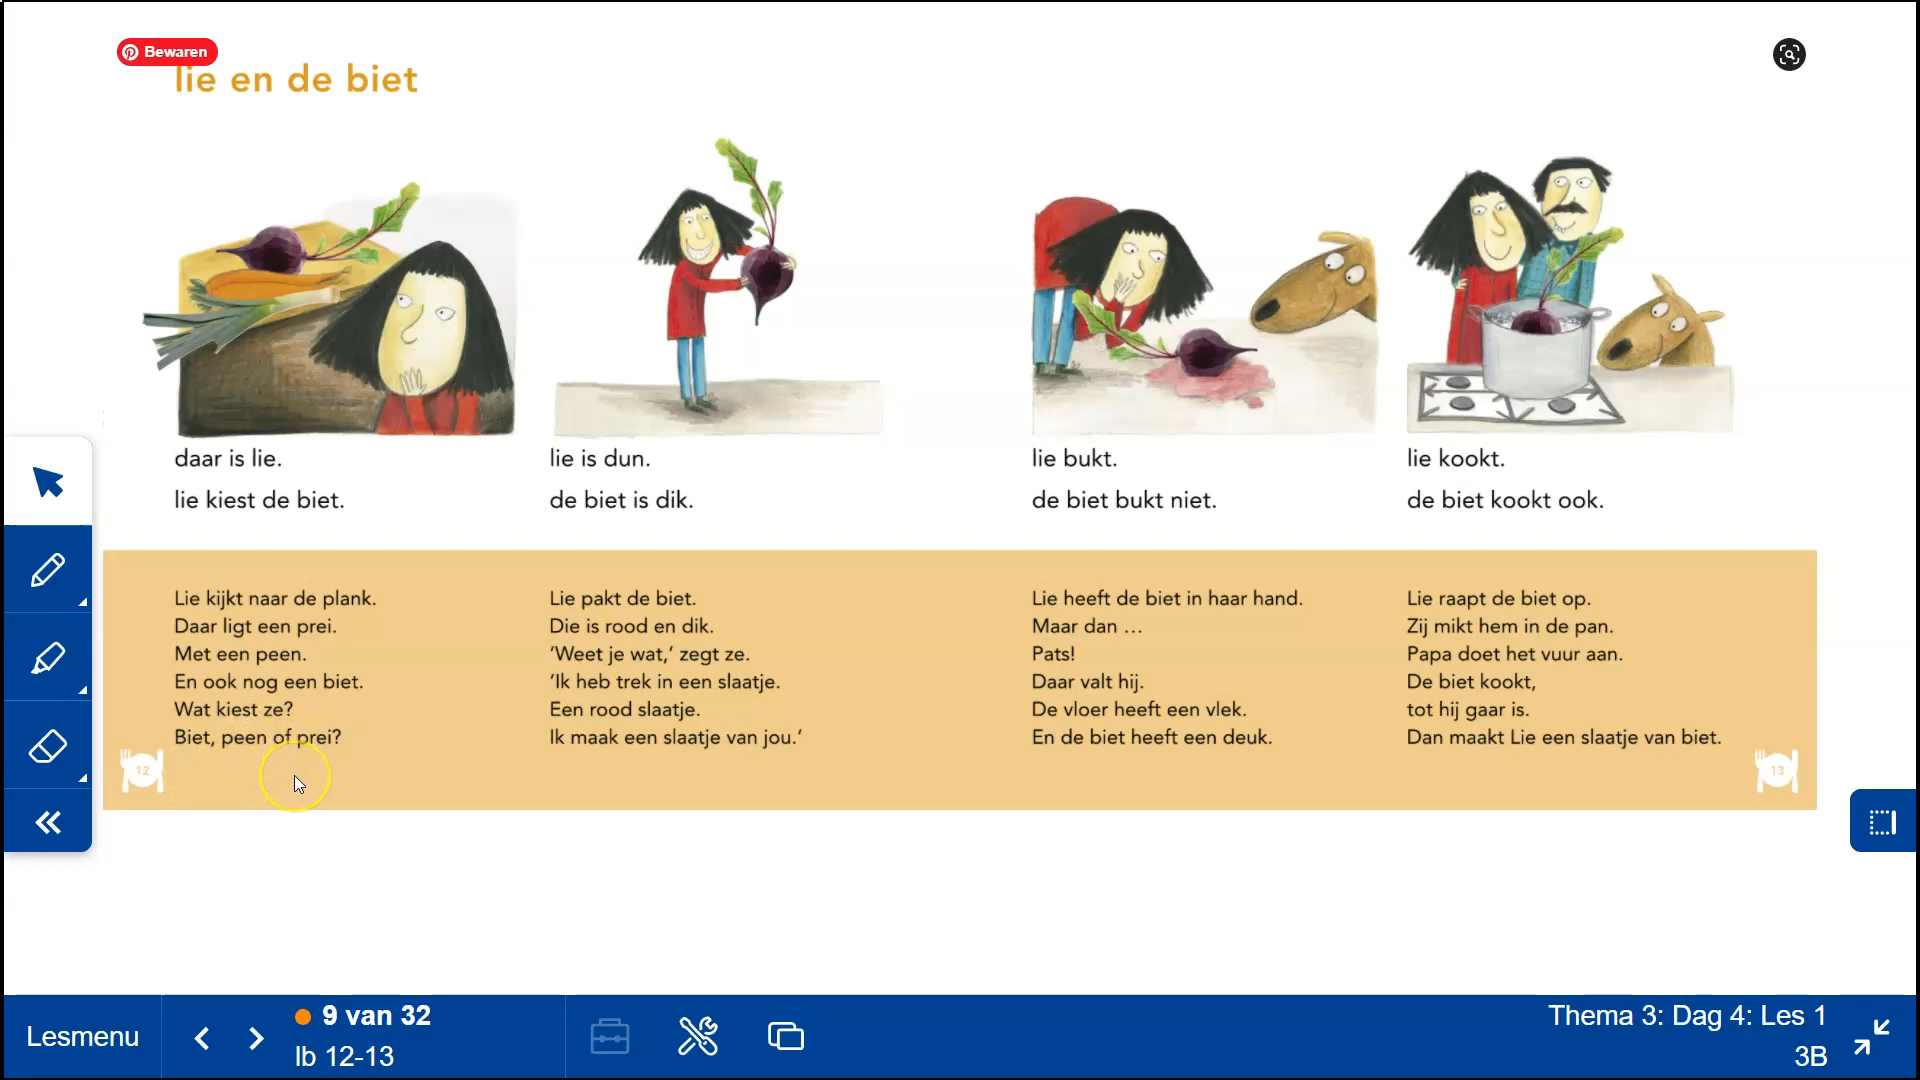 Bewaren
lie en de biet
daar is lie.
lie kiest de biet.
lie is dun.
de biet is dik.
lie bukt.
de biet bukt niet.
lie kookt.
de biet kookt ook.
Lie kijkt naar de plank.
Daar ligt een prei.
Met een peen.
En ook nog een biet.
Wat kiest ze?
Biet, peen of prei?
Lie pakt de biet.
Die is rood en dik.
‘Weet je wat,’ zegt ze.
‘Ik heb trek in een slaatje.
Een rood slaatje.
Ik maak een slaatje van jou.’
Lie heeft de biet in haar hand.
Maar dan ...
Pats!
Daar valt hij.
De vloer heeft een vlek.
En de biet heeft een deuk.
Lie raapt de biet op.
Zij mikt hem in de pan.
Papa doet het vuur aan.
De biet kookt,
tot hij gaar is.
Dan maakt Lie een slaatje van biet.
12
13
Lesmenu
9 van 32
lb 12-13
Thema 3: Dag 4: Les 1
3B